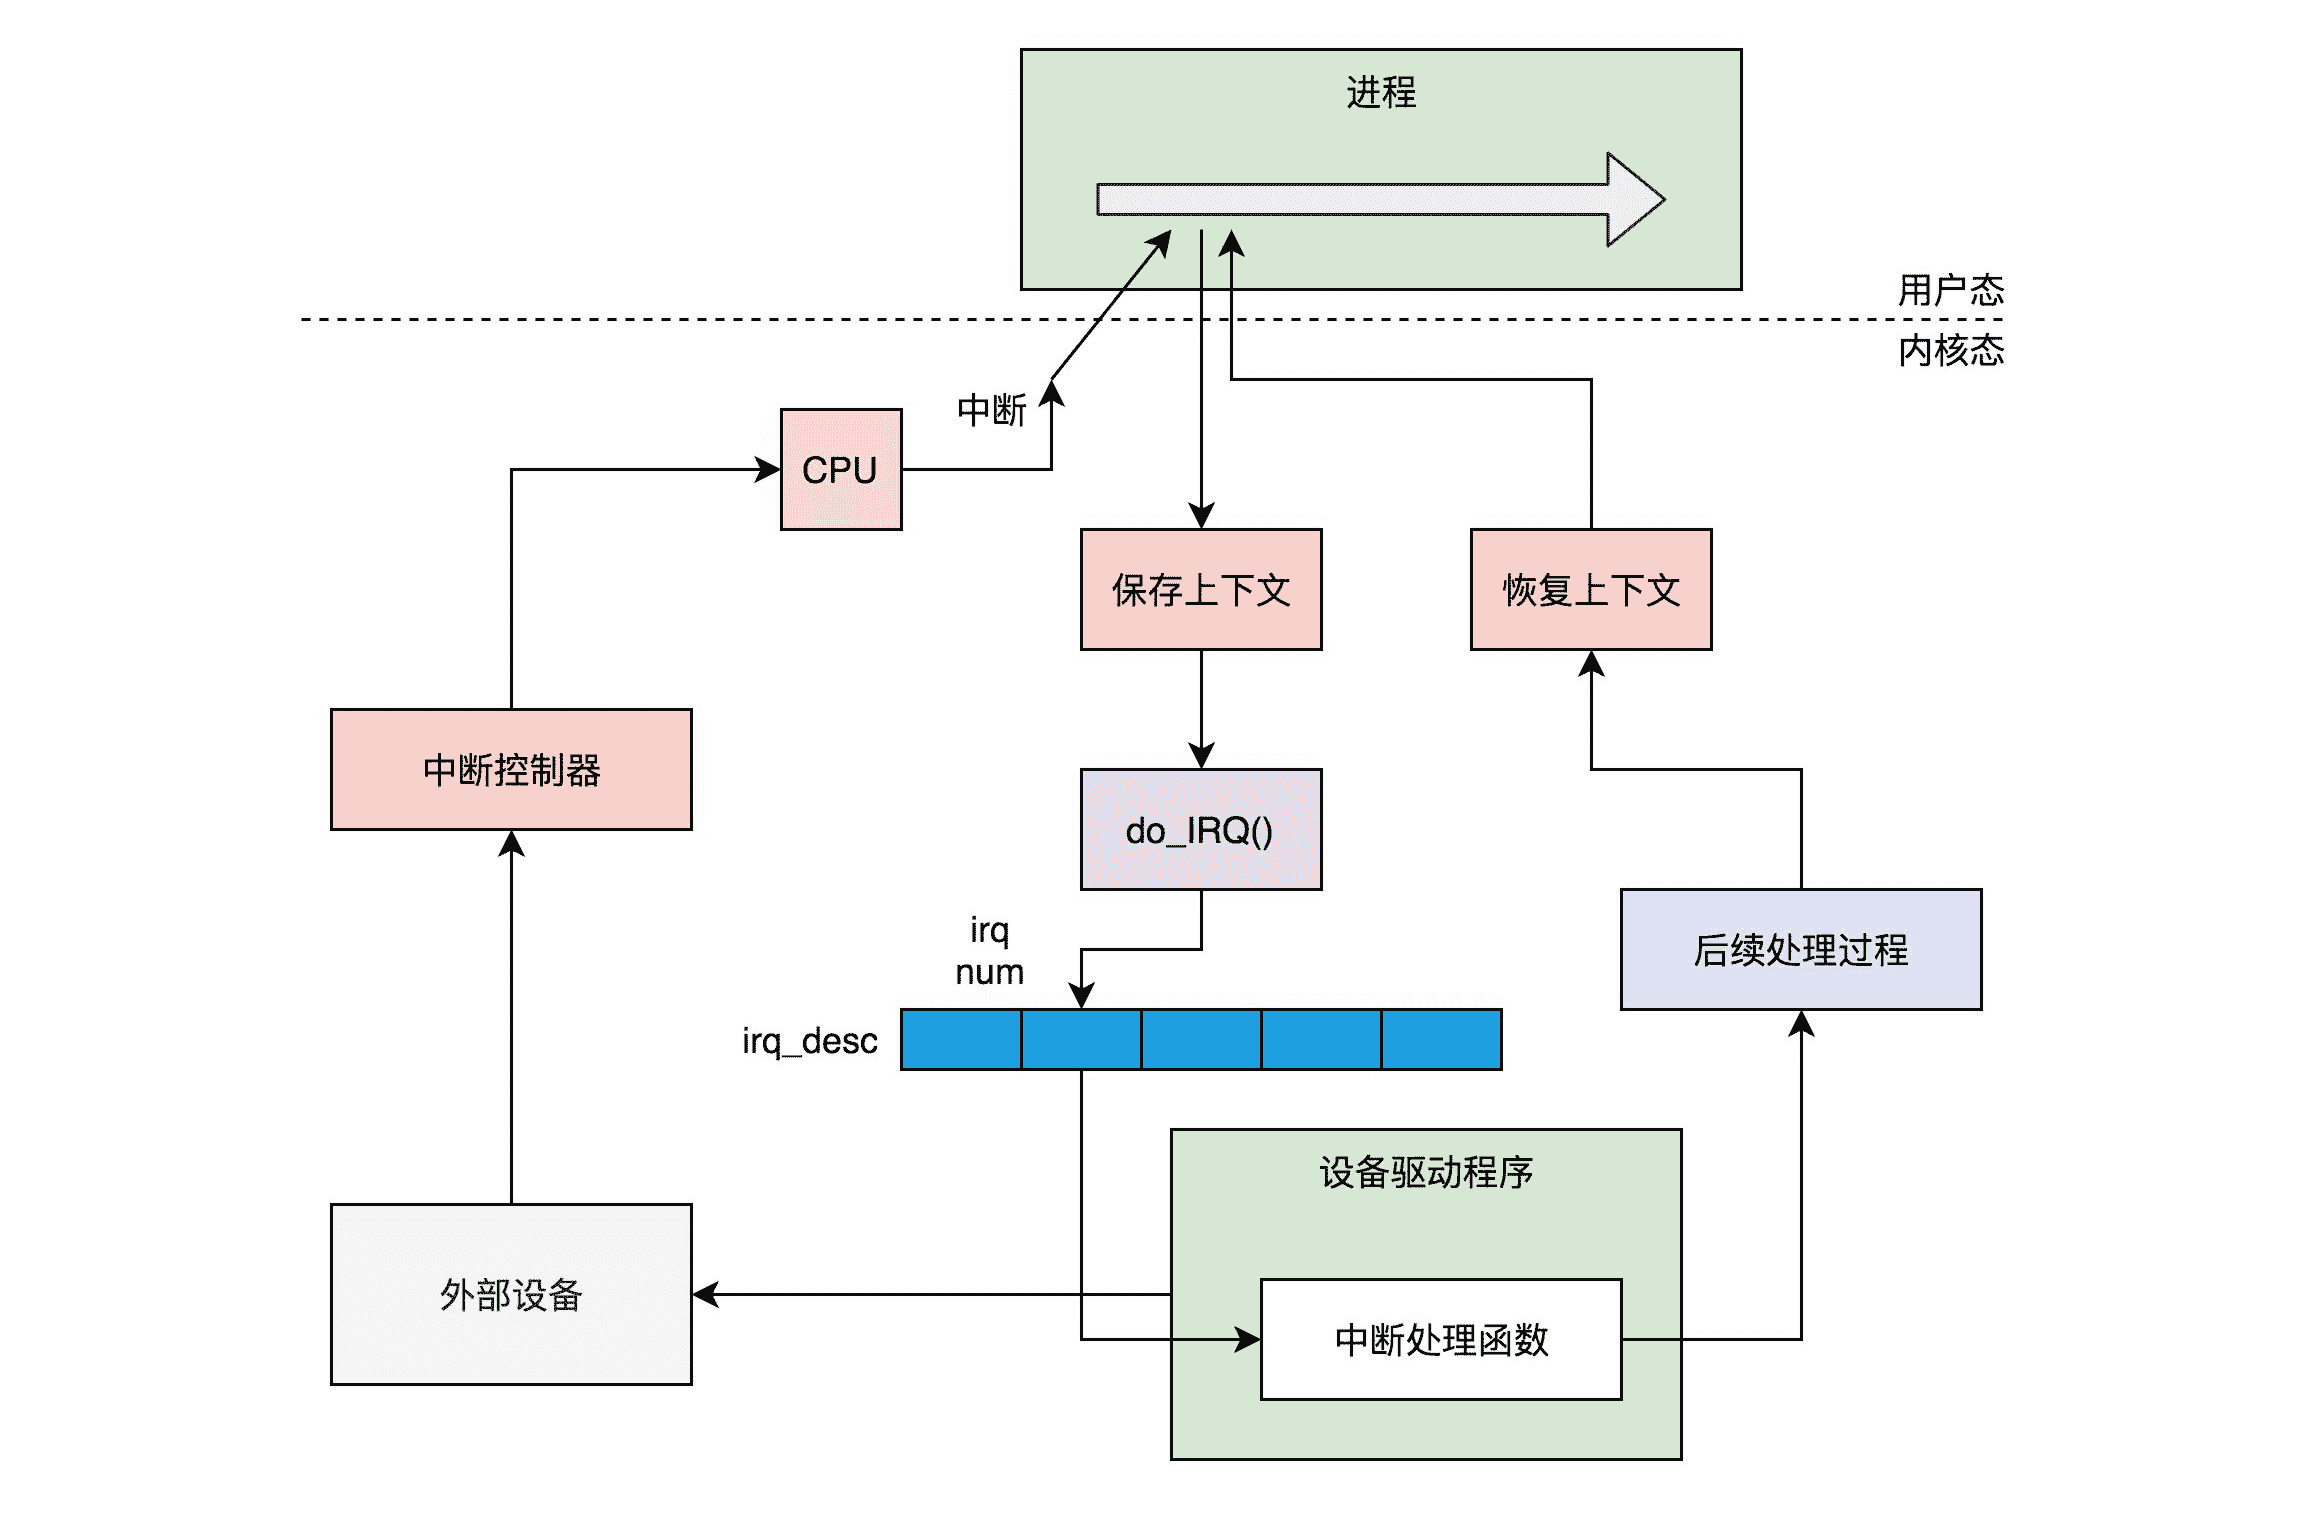 进程
用户态
内核态
中断
CPU
保存上下文
恢复上下文
中断控制器
do_IRQ()
irq
num
后续处理过程
irq_desc
设备驱动程序
外部设备
中断处理函数